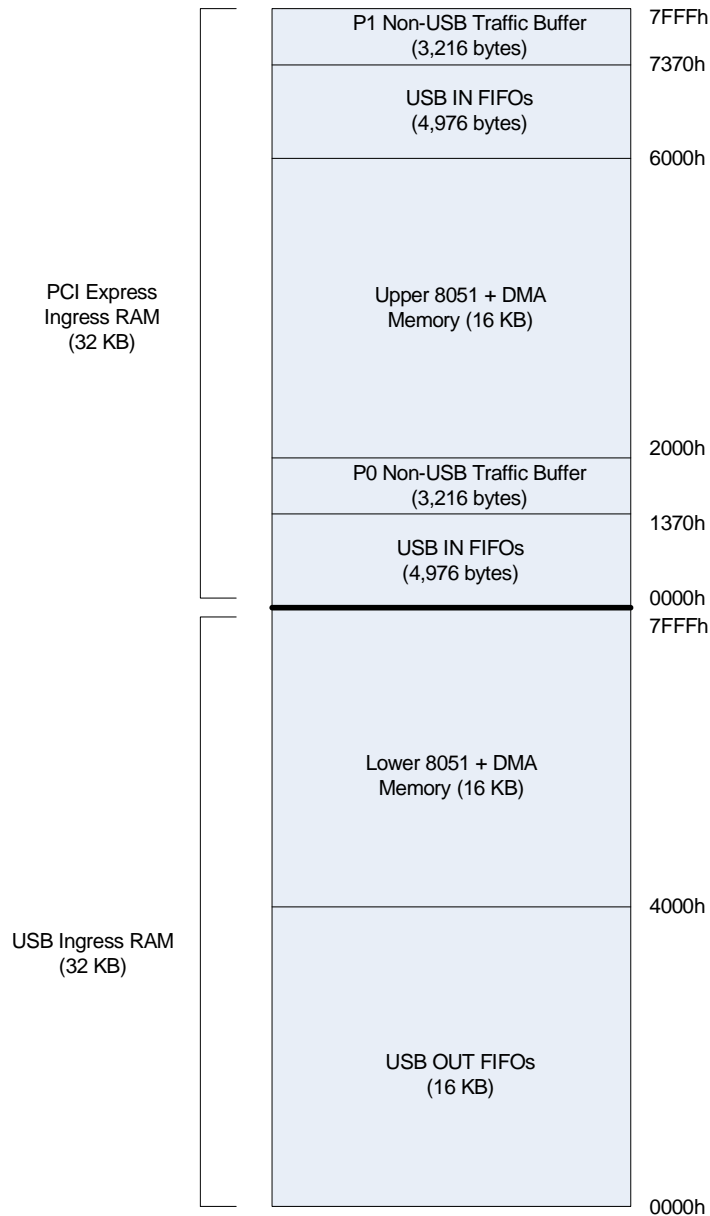 P1 Non-USB Traffic Buffer
(3,216 bytes)
7FFFh
7370h
USB IN FIFOs
(4,976 bytes)
6000h
PCI Express
Ingress RAM
(32 KB)
Upper 8051 + DMA
Memory (16 KB)
2000h
P0 Non-USB Traffic Buffer
(3,216 bytes)
1370h
USB IN FIFOs
(4,976 bytes)
0000h
7FFFh
Lower 8051 + DMA
Memory (16 KB)
4000h
USB Ingress RAM
(32 KB)
USB OUT FIFOs
(16 KB)
0000h